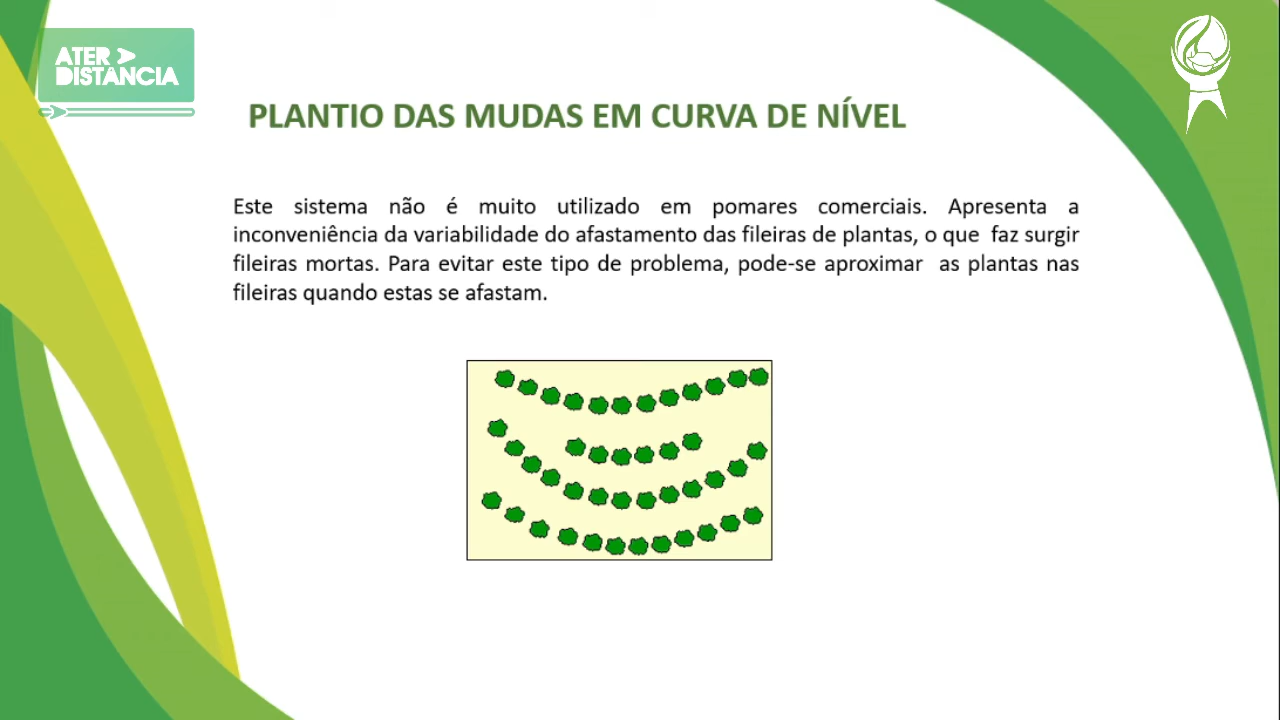 ATER
DISTÂNCIA
PLANTIO DAS MUDAS EM CURVA DE NÍVEL
Este sistema não é muito utilizado em pomares comerciais. Apresenta a
inconveniência da variabilidade do afastamento das fileiras de plantas, o que faz surgir
fileiras mortas. Para evitar este tipo de problema, pode-se aproximar as plantas nas
fileiras quando estas se afastam.